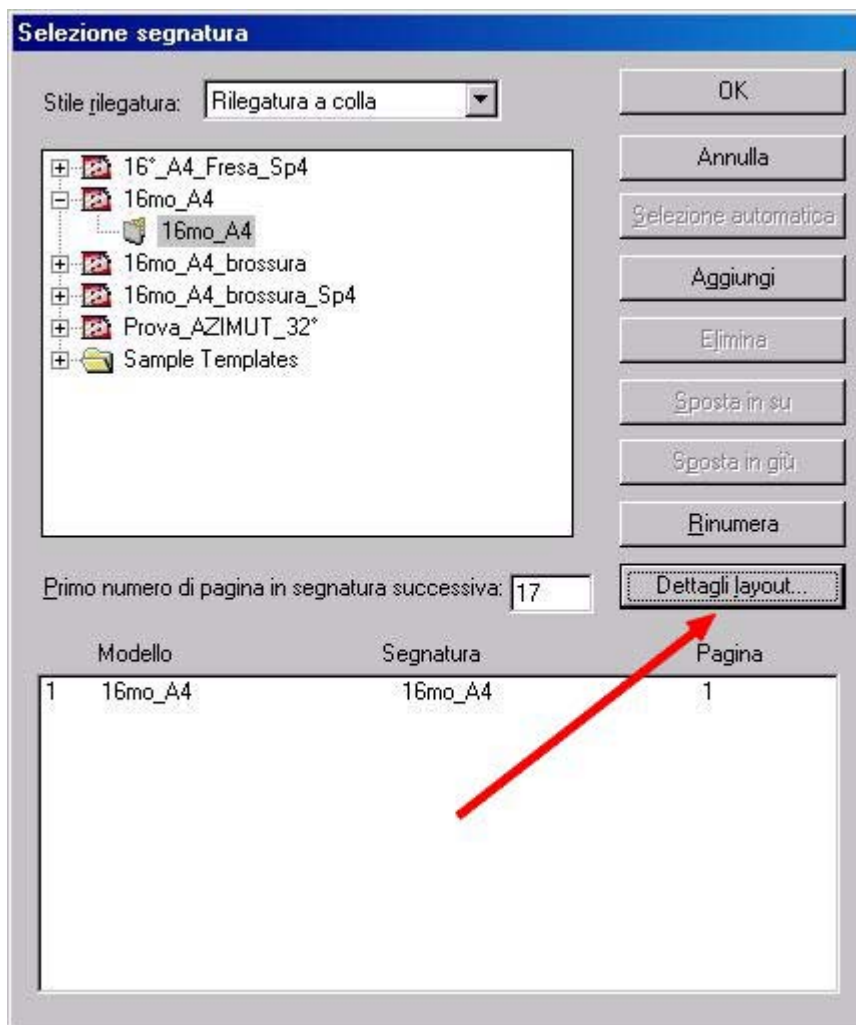 Selezione segnatura
Stile rilegatura: Rilegatura a colla
OK
Annulla
Selezione automatica
Aggiungi
Elimina
Sposta in su
Sposta in giù
Rinumera
Dettagli layout...
16°_A4_Fresa_Sp4
16mo_A4
16mo_A4
16mo_A4_brossura
16mo_A4_brossura_Sp4
Prova_AZIMUT_32°
Sample Templates
Primo numero di pagina in segnatura successiva: 17
Modello Segnatura Pagina
1 16mo_A4 16mo_A4 1